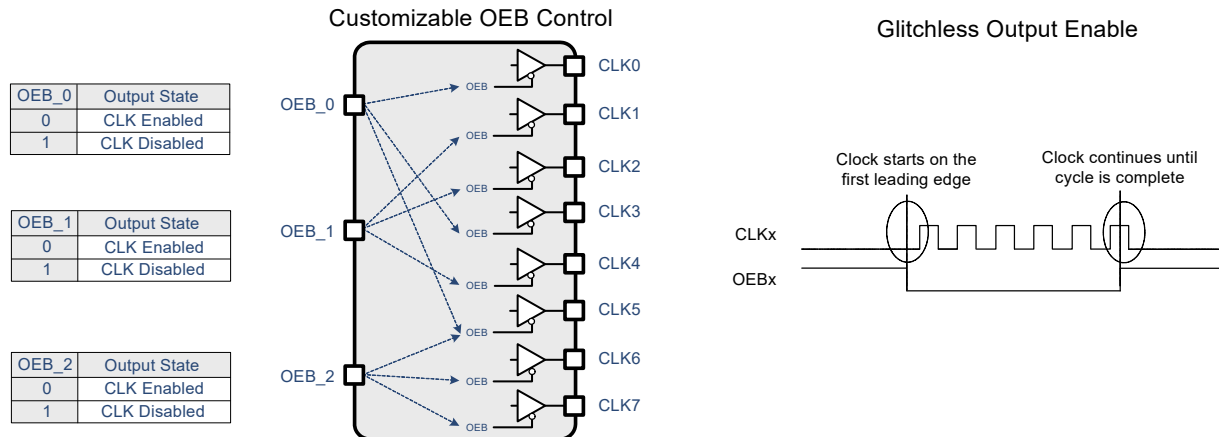 Customizable OEB Control
Glitchless Output Enable
OEB_0 Output State
0 CLK Enabled
1 CLK Disabled
OEB_1 Output State
0 CLK Enabled
1 CLK Disabled
OEB_2 Output State
0 CLK Enabled
1 CLK Disabled
OEB_0
OEB_1
OEB_2
OEB
CLK0
OEB
CLK1
OEB
CLK2
OEB
CLK3
OEB
CLK4
OEB
CLK5
OEB
CLK6
OEB
CLK7
Clock starts on the
first leading edge
Clock continues until
cycle is complete
CLKx
OEBx